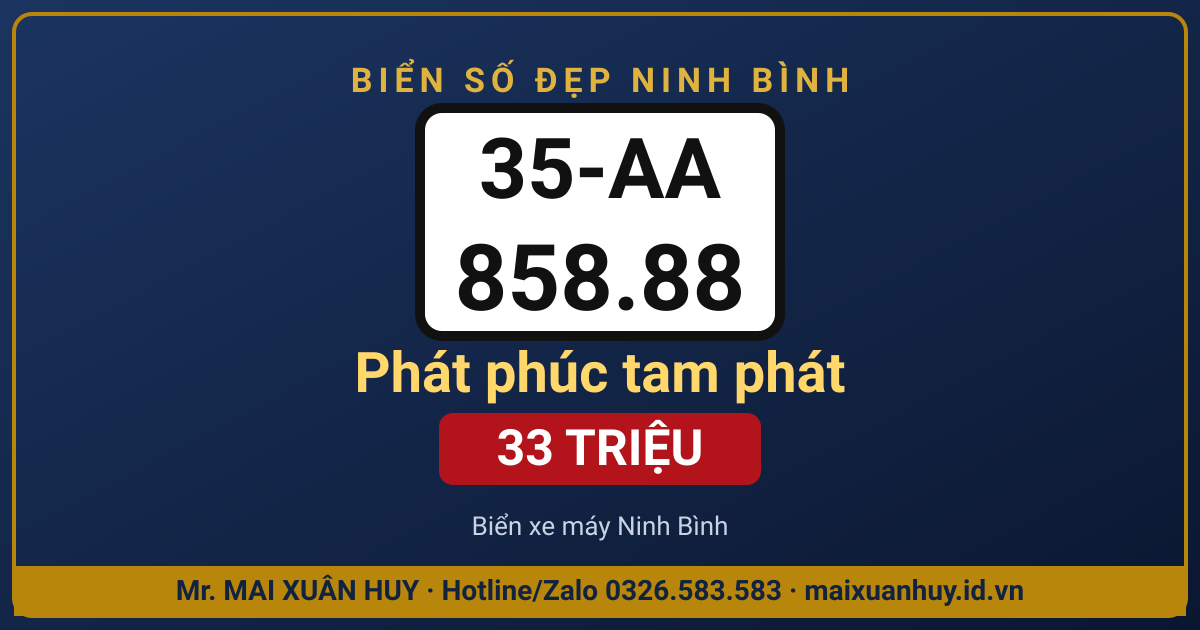 BIỂN SỐ ĐẸP NINH BÌNH
35-AA
858.88
Phát phúc tam phát
33 TRIỆU
Biển xe máy Ninh Bình
Mr. MAI XUÂN HUY · Hotline/Zalo 0326.583.583 · maixuanhuy.id.vn